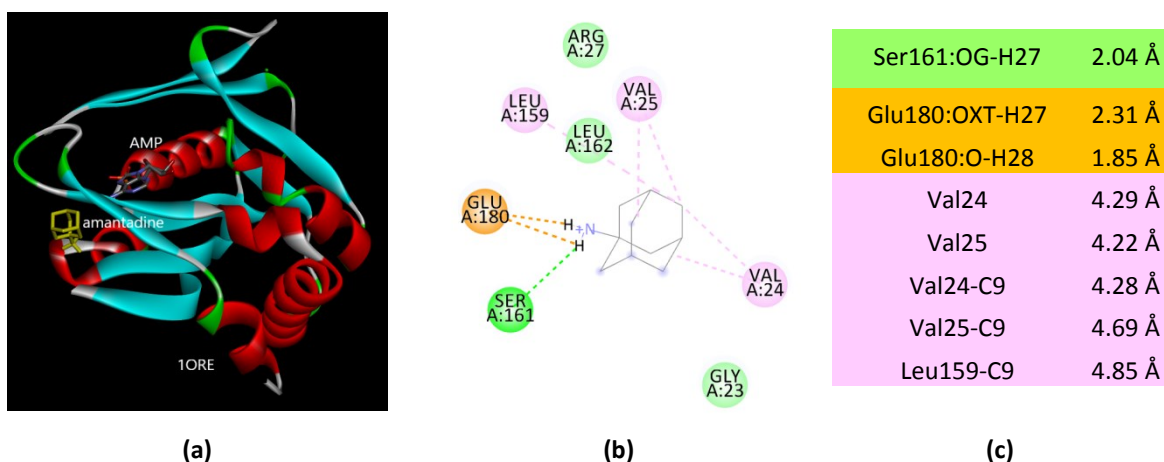 AMP
amantadine
1ORE
(a)
ARG
A:27
LEU
A:159
VAL
A:25
LEU
A:162
GLU
A:180
H
+N
H
SER
A:161
VAL
A:24
GLY
A:23
(b)
Ser161:OG-H27 2.04 Å
Glu180:OXT-H27 2.31 Å
Glu180:O-H28 1.85 Å
Val24 4.29 Å
Val25 4.22 Å
Val24-C9 4.28 Å
Val25-C9 4.69 Å
Leu159-C9 4.85 Å
(c)